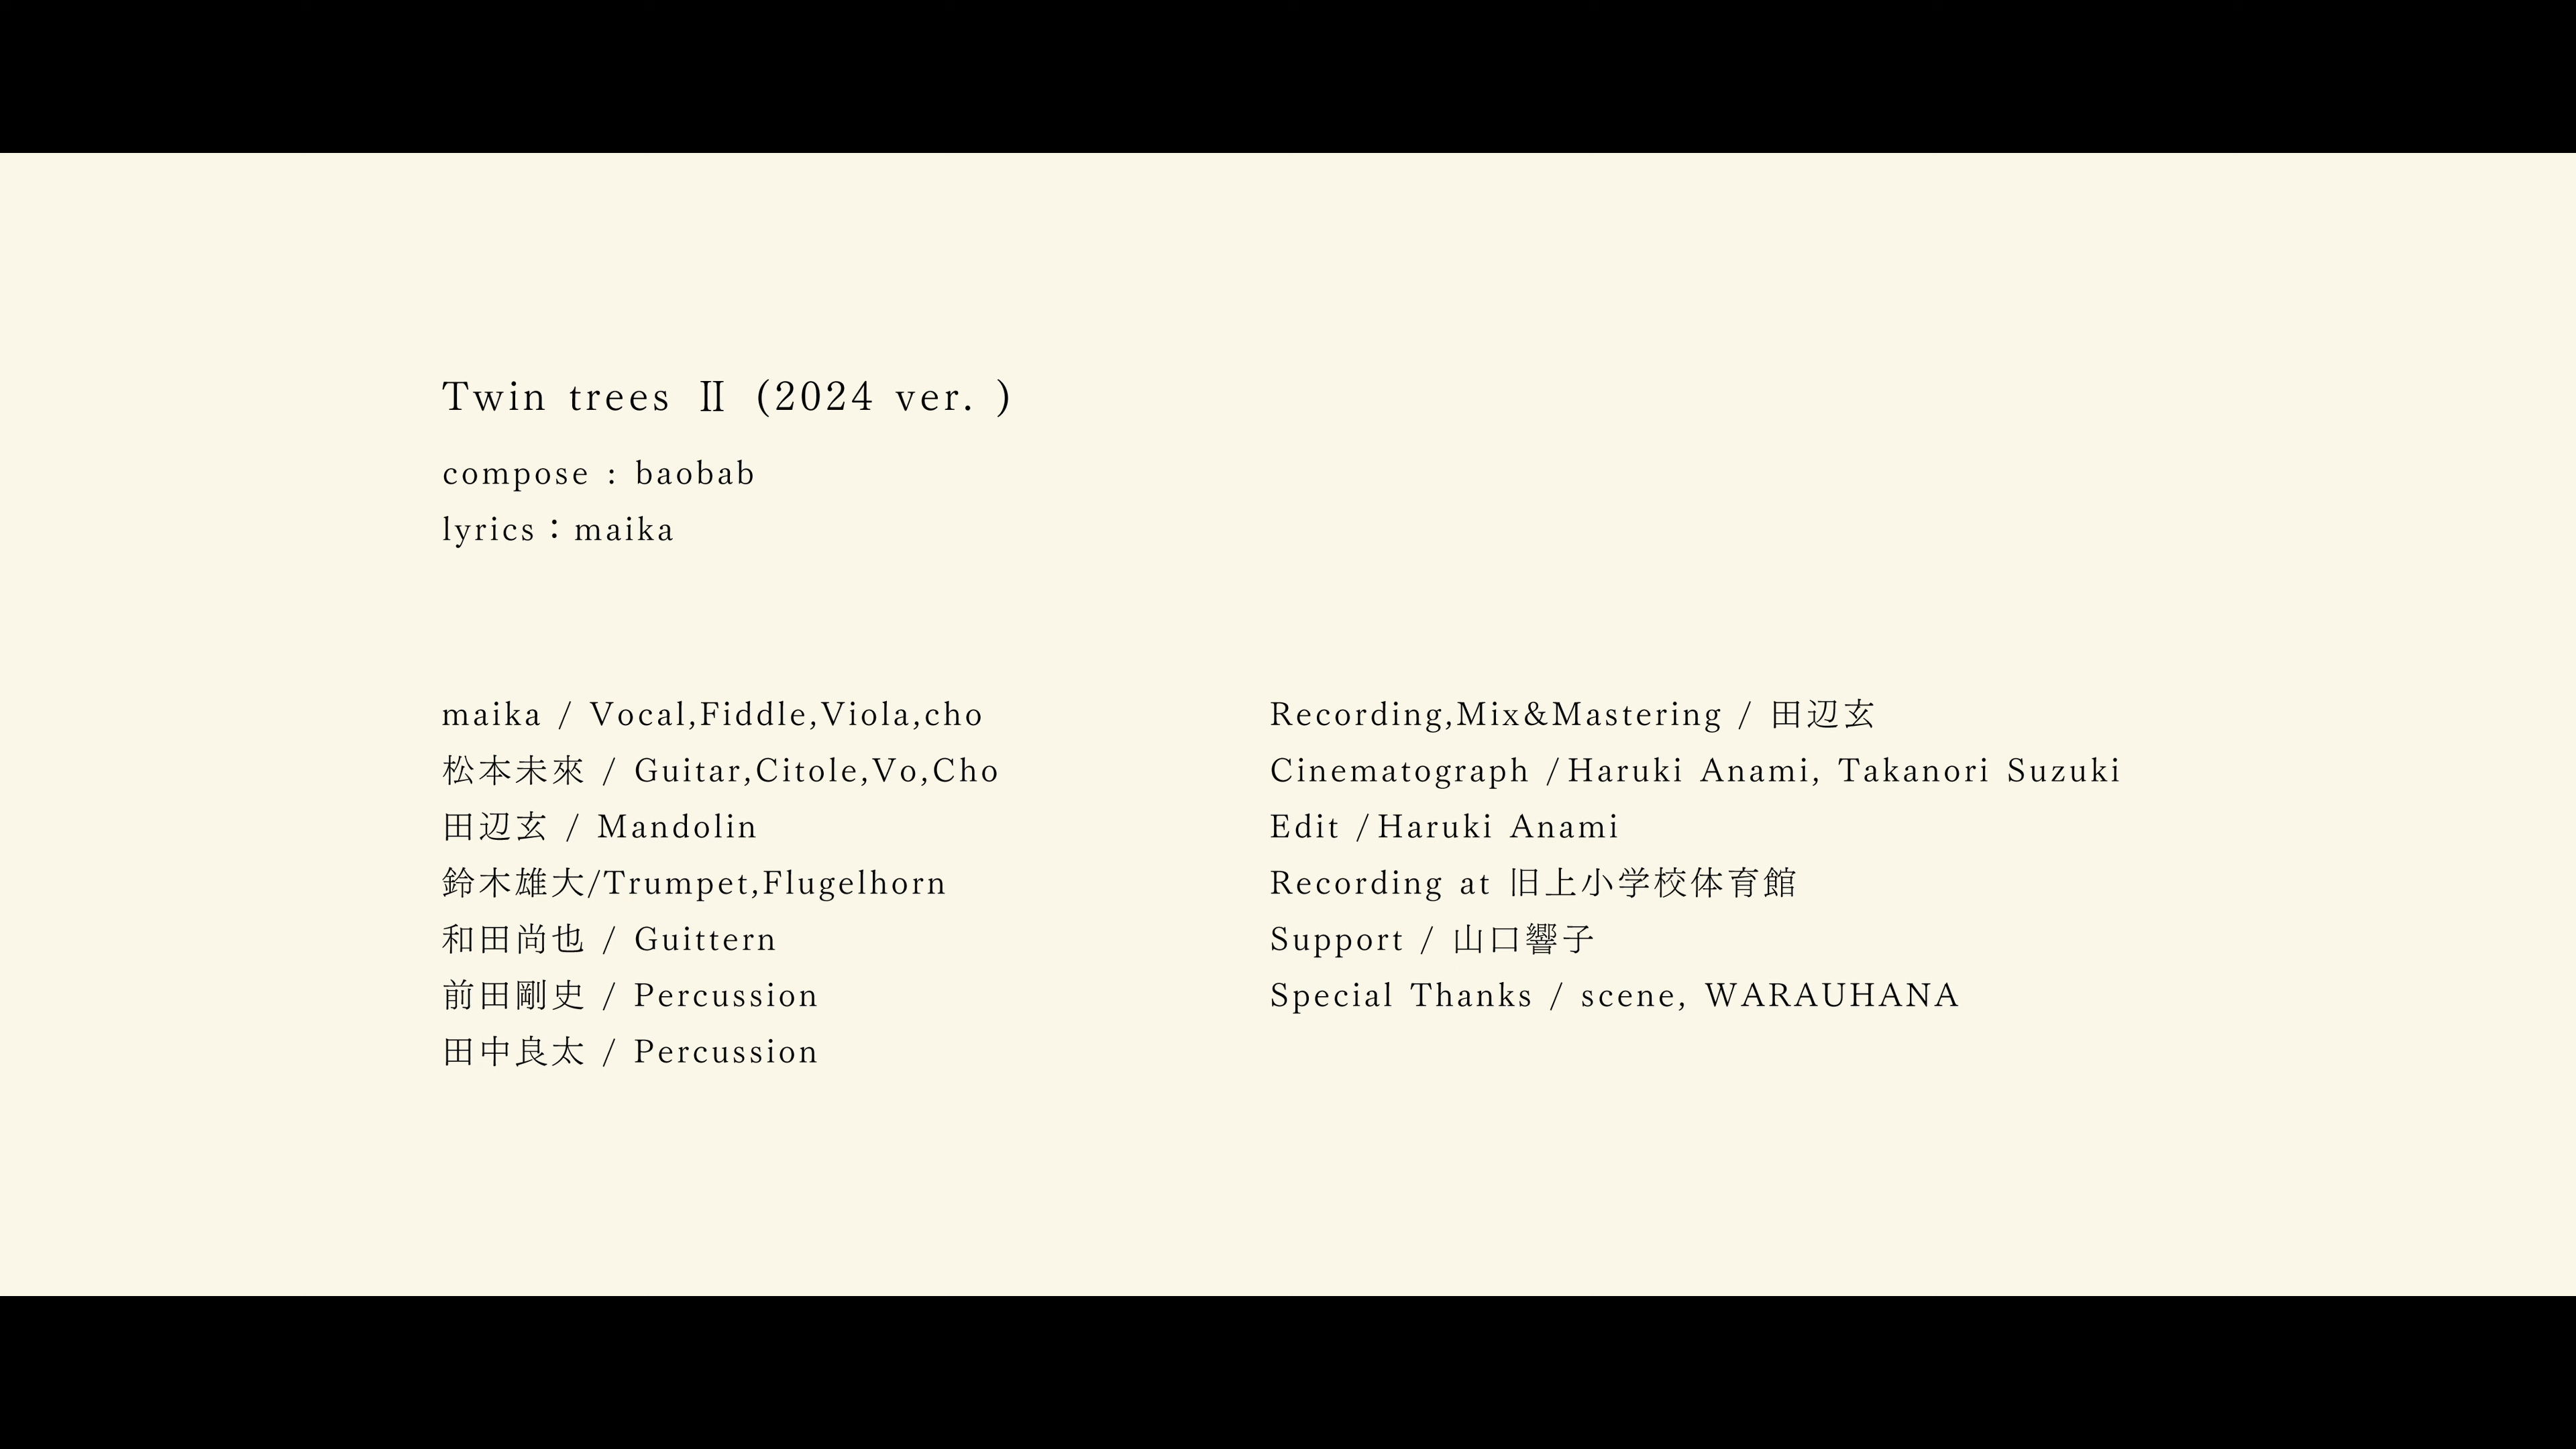 Twin trees Ⅱ (2024 ver. )
compose : baobab
lyrics：maika
maika / Vocal,Fiddle,Viola,cho
松本未來 / Guitar,Citole,Vo,Cho
田辺玄 / Mandolin
鈴木雄大/Trumpet,Flugelhorn
和田尚也 / Guittern
前田剛史 / Percussion
田中良太 / Percussion
Recording,Mix&Mastering / 田辺玄
Cinematograph /Haruki Anami, Takanori Suzuki
Edit /Haruki Anami
Recording at 旧上小学校体育館
Support / 山口響子
Special Thanks / scene, WARAUHANA